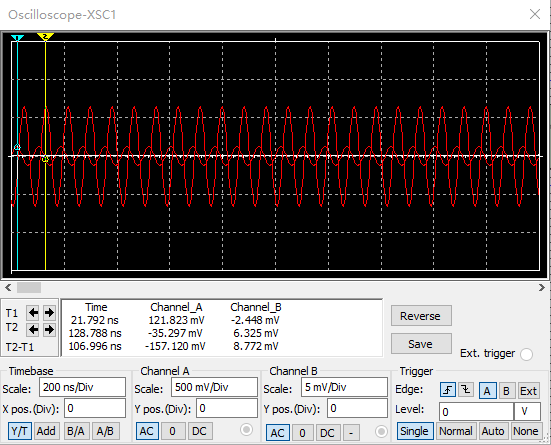 Oscilloscope-XSC1
1 2
T1
T2
T2-T1
Time Channel_A Channel_B
21.792 ns 121.823 mV -2.448 mV
128.788 ns -35.297 mV 6.325 mV
106.996 ns -157.120 mV 8.772 mV
Reverse
Save
Ext. trigger
Timebase
Scale: 200 ns/Div
X pos.(Div): 0
Y/T Add B/A A/B
Channel A
Scale: 500 mV/Div
Y pos.(Div): 0
AC 0 DC
Channel B
Scale: 5 mV/Div
Y pos.(Div): 0
AC 0 DC -
Trigger
Edge: A B Ext
Level: 0 V
Single Normal Auto None